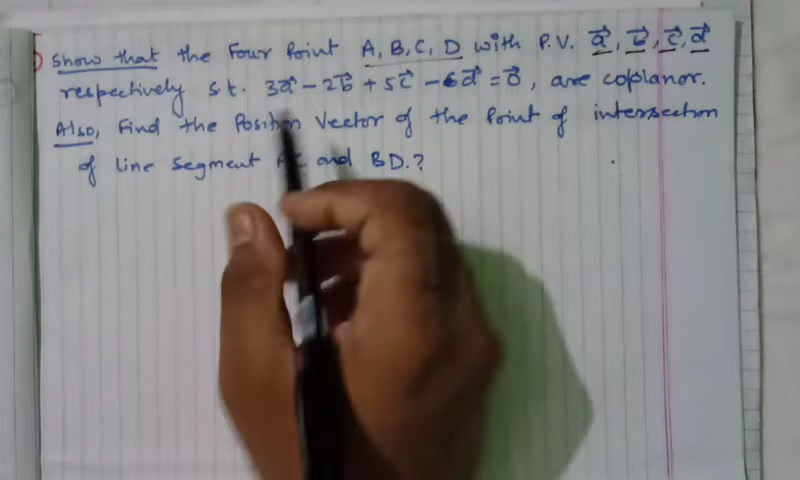 Show that the Four Point A, B, C, D with P.V. a⃗, b⃗, c⃗, d⃗
respectively s.t. 3a⃗ - 2b⃗ + 5c⃗ - 6d⃗ = 0⃗, are coplanar.
Also, Find the Position Vector of the Point of intersection
of line segment and BD.?